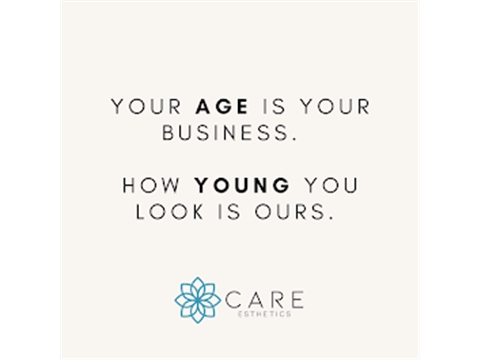 YOUR AGE IS YOUR
BUSINESS.
HOW YOUNG YOU
LOOK IS OURS.
CARE
ESTHETICS